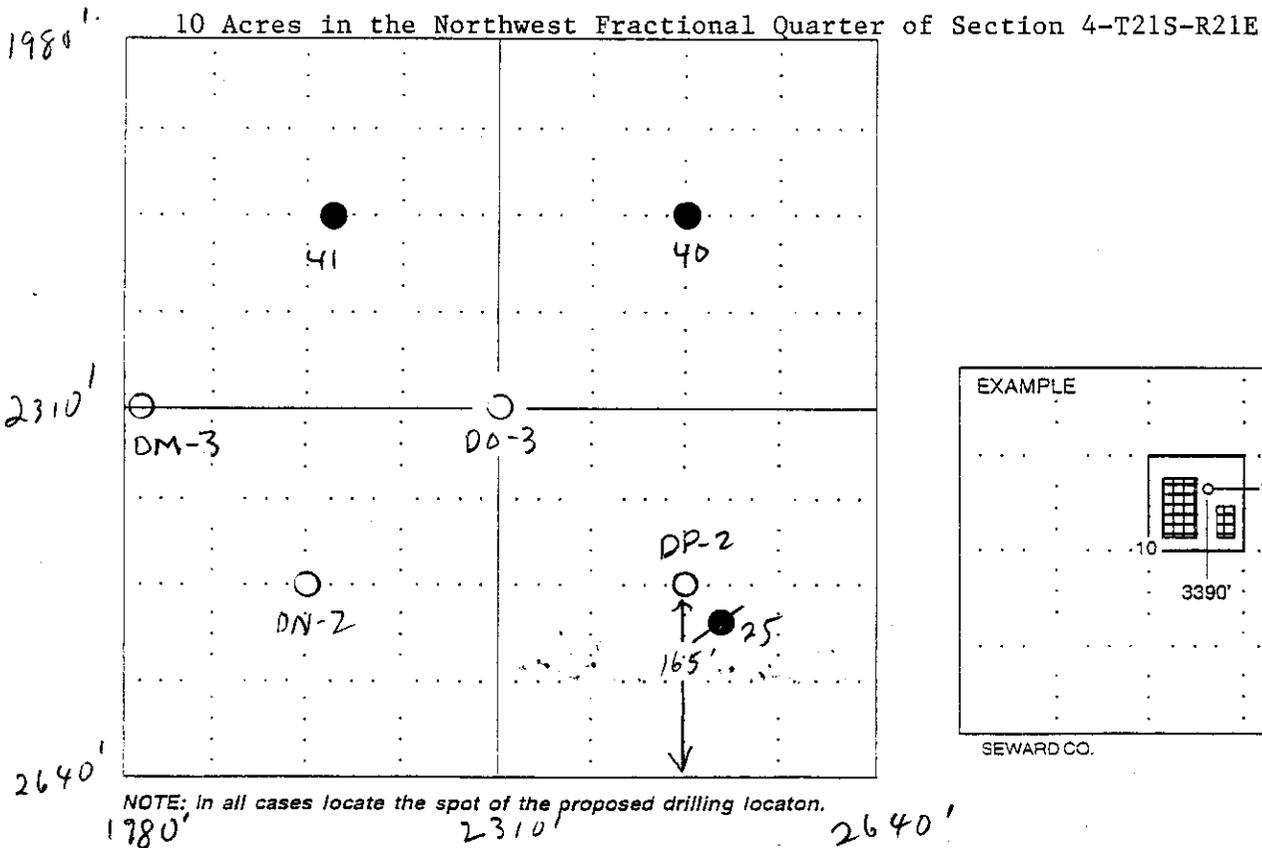 10 Acres in the Northwest Fractional Quarter of Section 4-T21S-R21E
1980'
41
40
2310'
DM-3
DO-3
EXAMPLE
DP-2
DN-2
25
165'
10
3390'
SEWARD CO.
2640'
NOTE: In all cases locate the spot of the proposed drilling locaton.
1980'
2310'
2640'